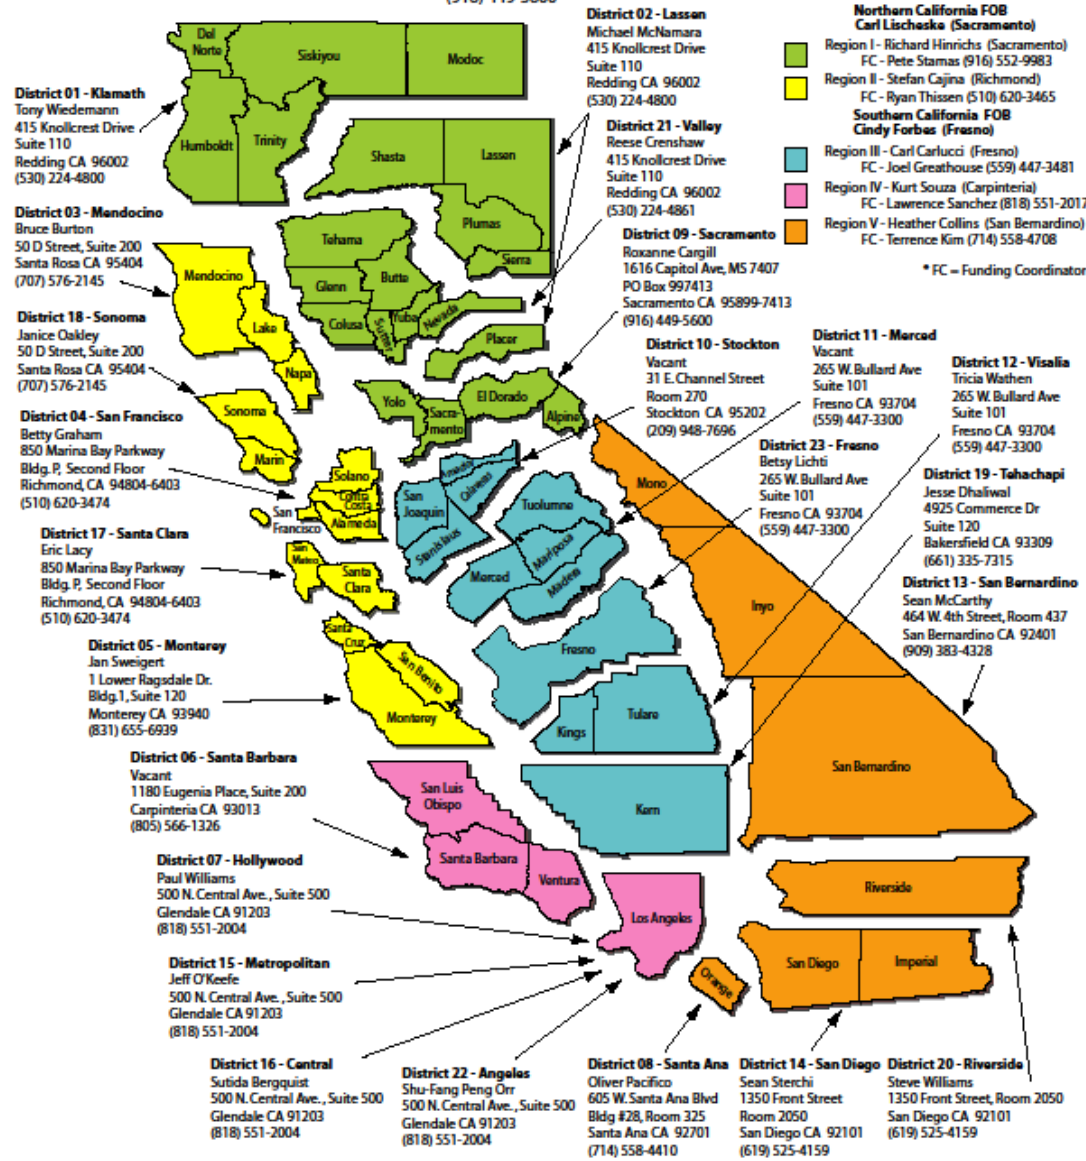 District 02 - Lassen
Michael McNamara
415 Knollcrest Drive
Suite 110
Redding CA 96002
(530) 224-4800
Northern California FOB
Carl Lischeske (Sacramento)
Region I - Richard Hinrichs (Sacramento)
FC - Pete Stamas (916) 552-9983
Region II - Stefan Cajina (Richmond)
FC - Ryan Thissen (510) 620-3465
Southern California FOB
Cindy Forbes (Fresno)
Region III - Carl Carlucci (Fresno)
FC - Joel Greathouse (559) 447-3481
Region IV - Kurt Souza (Carpinteria)
FC - Lawrence Sanchez (818) 551-2017
Region V - Heather Collins (San Bernardino)
FC - Terrence Kim (714) 558-4708
* FC = Funding Coordinator
District 01 - Klamath
Tony Wiedemann
415 Knollcrest Drive
Suite 110
Redding CA 96002
(530) 224-4800
District 21 - Valley
Reese Crenshaw
415 Knollcrest Drive
Suite 110
Redding CA 96002
(530) 224-4861
District 03 - Mendocino
Bruce Burton
50 D Street, Suite 200
Santa Rosa CA 95404
(707) 576-2145
District 09 - Sacramento
Roxanne Cargill
1616 Capitol Ave, MS 7407
PO Box 997413
Sacramento CA 95899-7413
(916) 449-5600
District 18 - Sonoma
Janice Oakley
50 D Street, Suite 200
Santa Rosa CA 95404
(707) 576-2145
District 10 - Stockton
Vacant
31 E. Channel Street
Room 270
Stockton CA 95202
(209) 948-7696
District 11 - Merced
Vacant
265 W. Bullard Ave
Suite 101
Fresno CA 93704
(559) 447-3300
District 12 - Visalia
Tricia Wathen
265 W. Bullard Ave
Suite 101
Fresno CA 93704
(559) 447-3300
District 04 - San Francisco
Betty Graham
850 Marina Bay Parkway
Bldg. P, Second Floor
Richmond, CA 94804-6403
(510) 620-3474
District 23 - Fresno
Betsy Lichti
265 W. Bullard Ave
Suite 101
Fresno CA 93704
(559) 447-3300
District 19 - Tehachapi
Jesse Dhaliwal
4925 Commerce Dr
Suite 120
Bakersfield CA 93309
(661) 335-7315
District 17 - Santa Clara
Eric Lacy
850 Marina Bay Parkway
Bldg. P, Second Floor
Richmond, CA 94804-6403
(510) 620-3474
District 13 - San Bernardino
Sean McCarthy
464 W. 4th Street, Room 437
San Bernardino CA 92401
(909) 383-4328
District 05 - Monterey
Jan Sweigert
1 Lower Ragsdale Dr.
Bldg.1, Suite 120
Monterey CA 93940
(831) 655-6939
District 06 - Santa Barbara
Vacant
1180 Eugenia Place, Suite 200
Carpinteria CA 93013
(805) 566-1326
District 07 - Hollywood
Paul Williams
500 N. Central Ave., Suite 500
Glendale CA 91203
(818) 551-2004
District 15 - Metropolitan
Jeff O'Keefe
500 N. Central Ave., Suite 500
Glendale CA 91203
(818) 551-2004
District 16 - Central
Sutida Bergquist
500 N. Central Ave., Suite 500
Glendale CA 91203
(818) 551-2004
District 22 - Angeles
Shu-Fang Peng Orr
500 N. Central Ave., Suite 500
Glendale CA 91203
(818) 551-2004
District 08 - Santa Ana
Oliver Pacifico
605 W. Santa Ana Blvd
Bldg #28, Room 325
Santa Ana CA 92701
(714) 558-4410
District 14 - San Diego
Sean Sterchi
1350 Front Street
Room 2050
San Diego CA 92101
(619) 525-4159
District 20 - Riverside
Steve Williams
1350 Front Street, Room 2050
San Diego CA 92101
(619) 525-4159
Del
Norte
Siskiyou
Modoc
Humboldt
Trinity
Shasta
Lassen
Plumas
Sierra
Tehama
Butte
Glenn
Colusa
Sutter
Yuba
Nevada
Placer
Mendocino
Lake
Napa
Yolo
Sacra-
mento
El Dorado
Alpine
Sonoma
Marin
Solano
Contra
Costa
San
Francisco
Alameda
San
Mateo
Santa
Clara
Amador
Calaveras
San
Joaquin
Stanislaus
Tuolumne
Mariposa
Merced
Madera
Mono
Inyo
Santa
Cruz
San Benito
Monterey
Fresno
Kings
Tulare
Kern
San Bernardino
San Luis
Obispo
Santa Barbara
Ventura
Los Angeles
Orange
Riverside
San Diego
Imperial